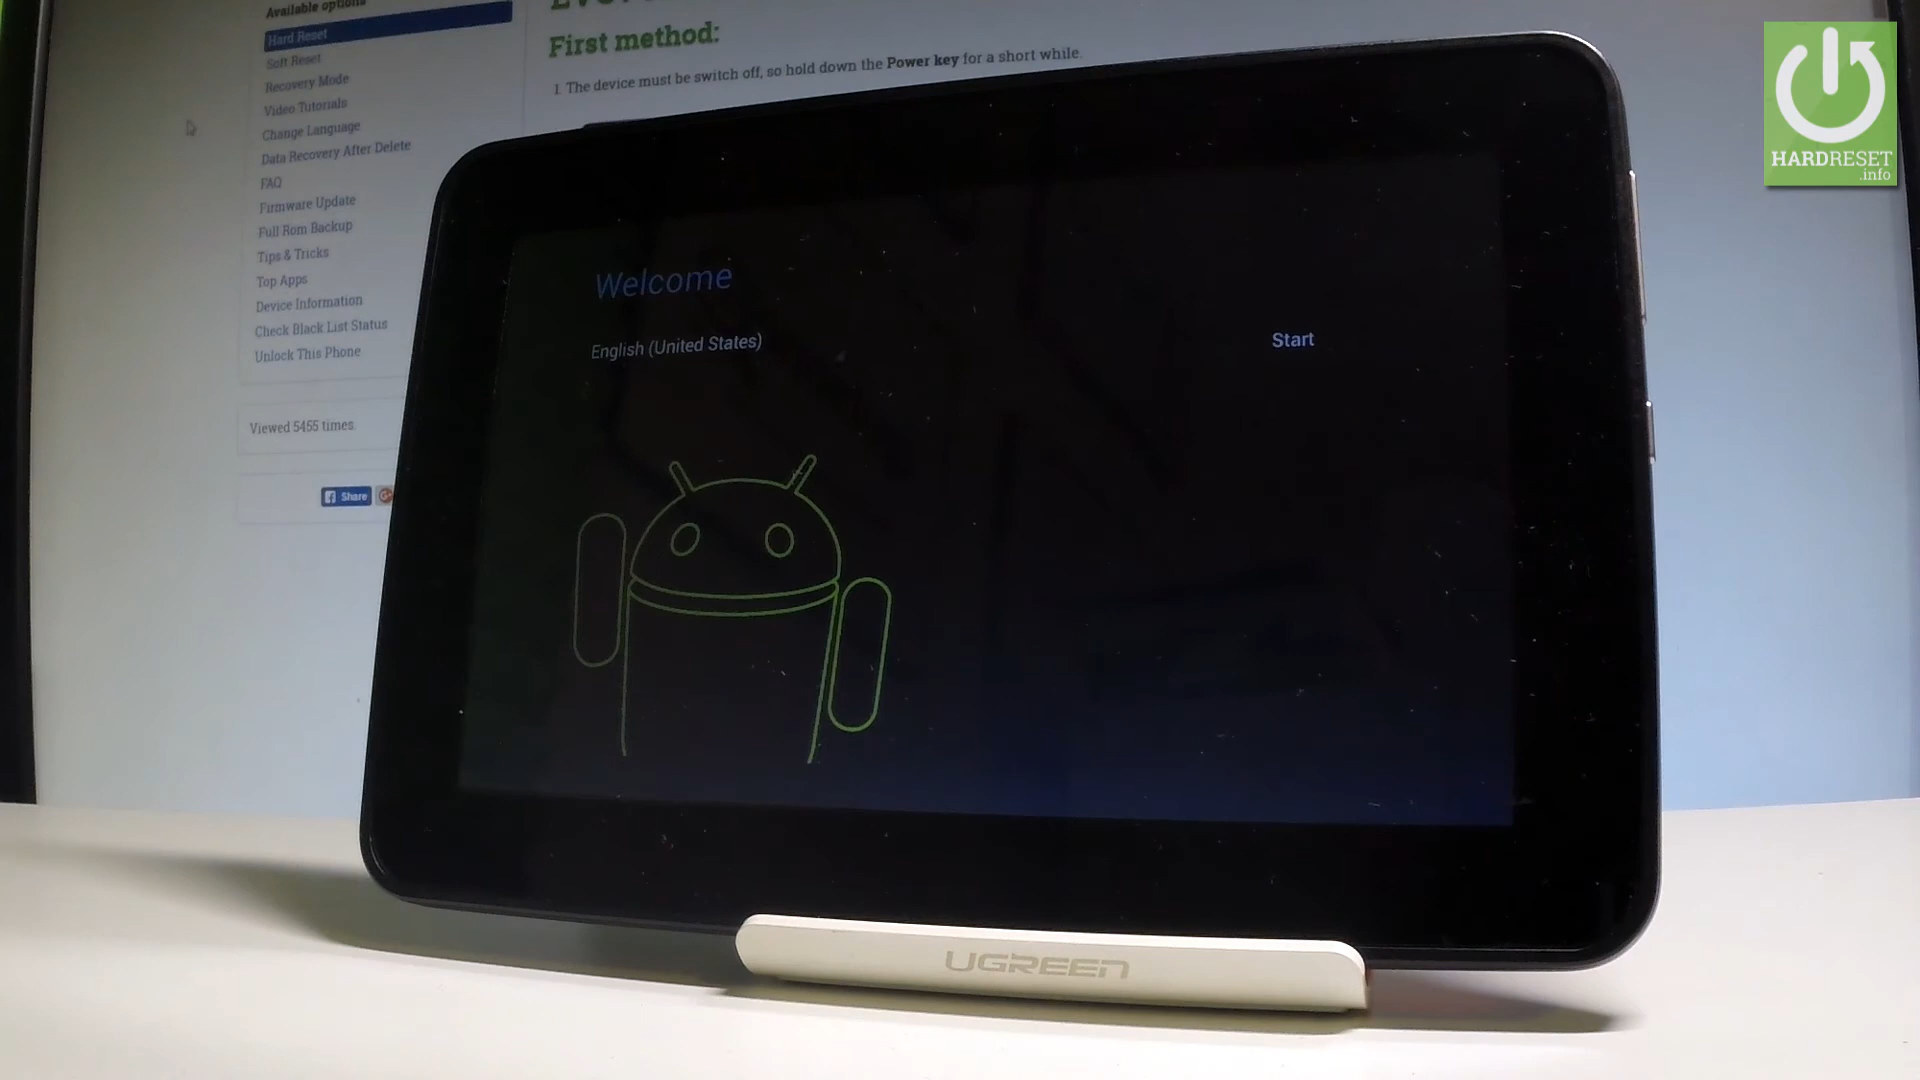 Available options
Hard Reset
Soft Reset
Recovery Mode
Video Tutorials
Change Language
Data Recovery After Delete
FAQ
Firmware Update
Full Rom Backup
Tips & Tricks
Top Apps
Device Information
Check Black List Status
Unlock This Phone
Viewed 5455 times.
Share
First method:
1. The device must be switch off, so hold down the Power key for a short while.
Welcome
English (United States)
Start
UGREEN
HARDRESET
.info